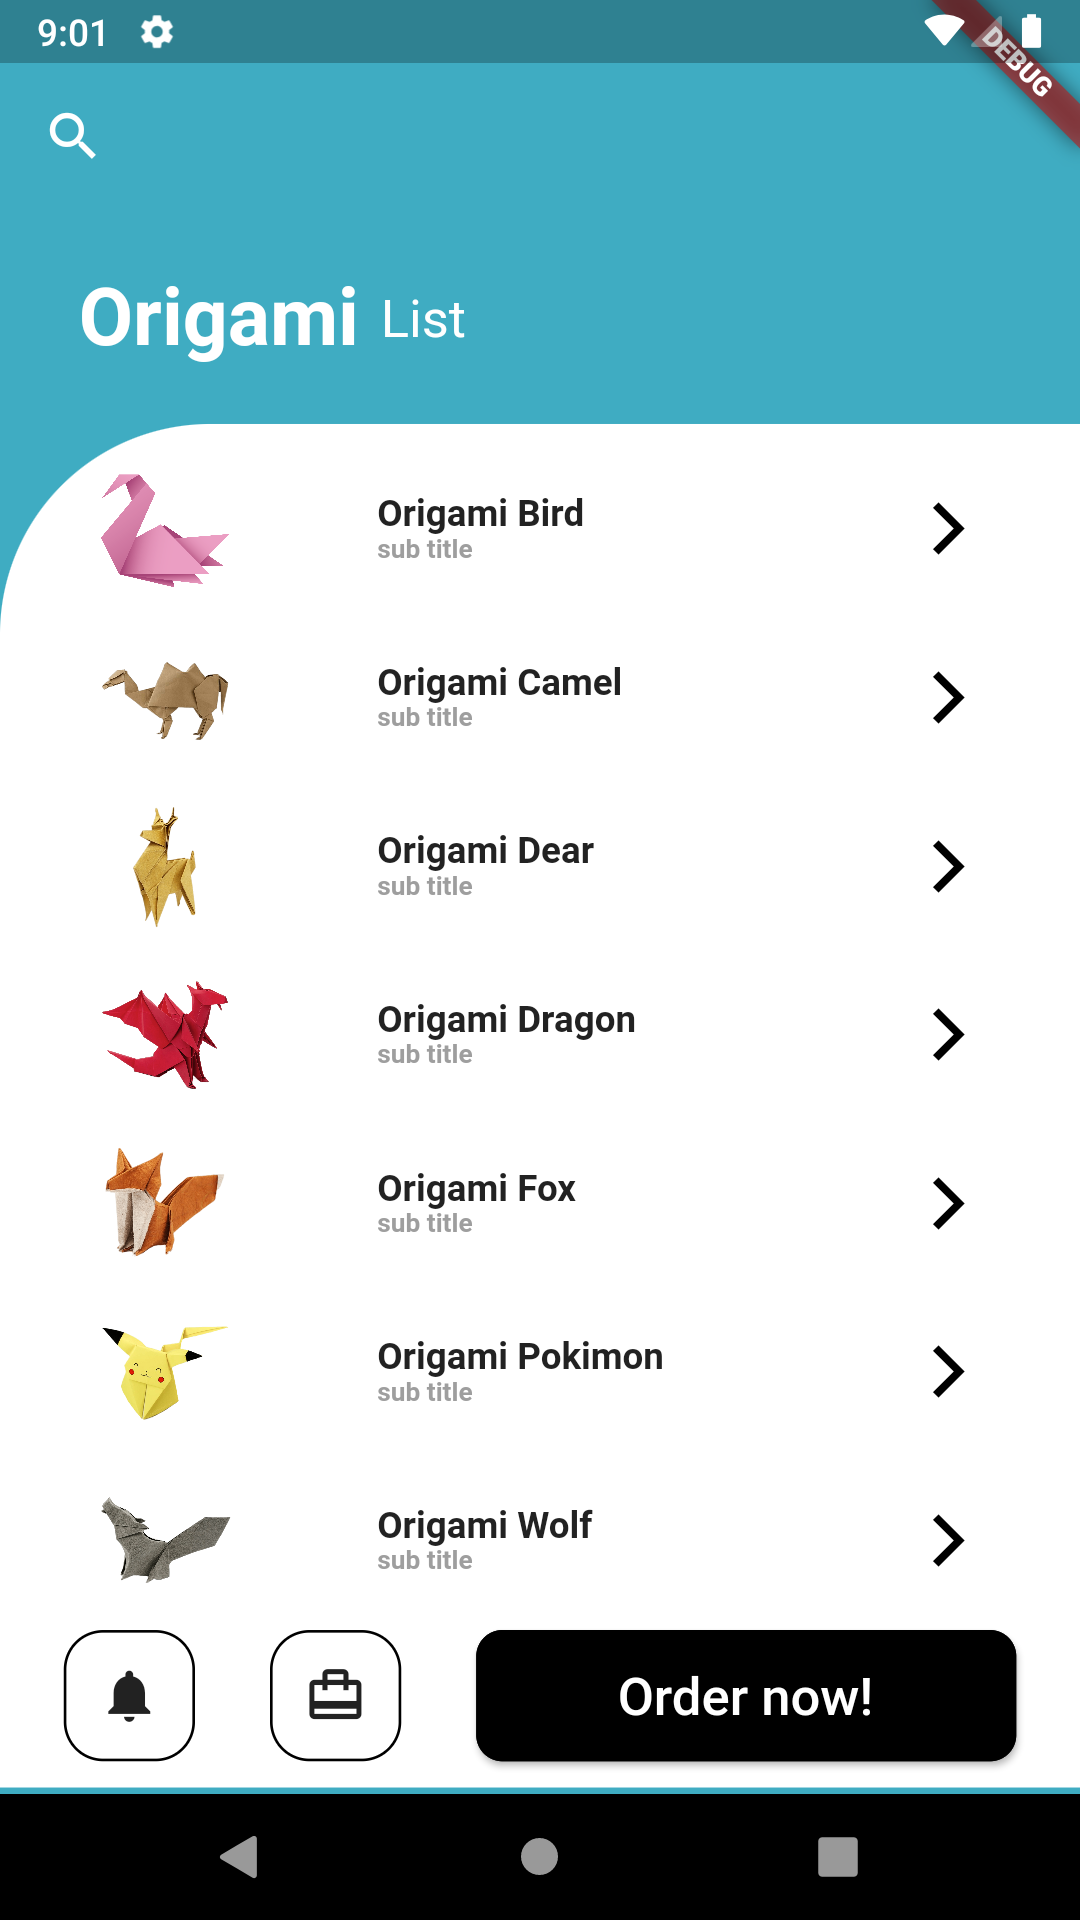 9:01
DEBUG
Origami List
Origami Bird
sub title
Origami Camel
sub title
Origami Dear
sub title
Origami Dragon
sub title
Origami Fox
sub title
Origami Pokimon
sub title
Origami Wolf
sub title
Order now!